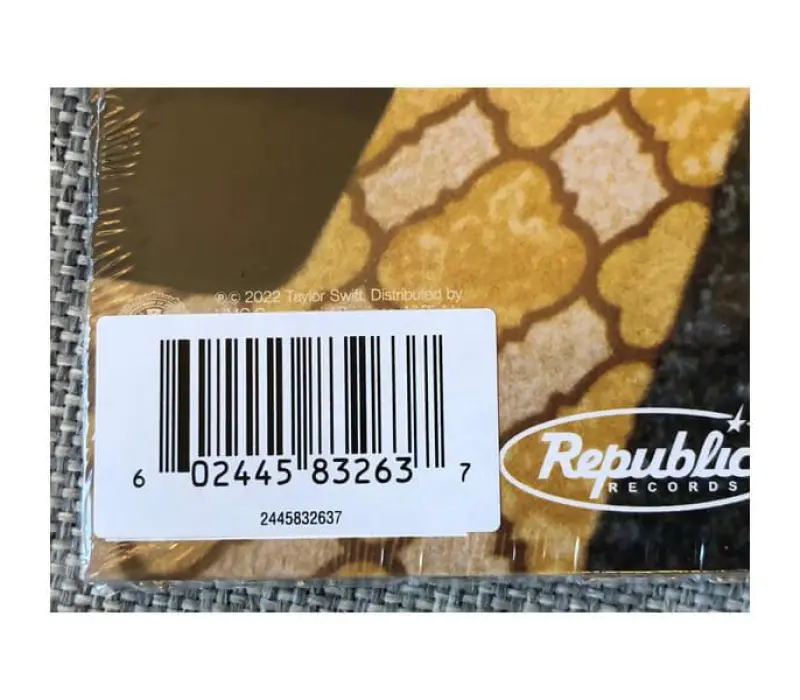 ℗© 2022 Taylor Swift. Distributed by
6 02445 83263 7
2445832637
Republic
RECORDS